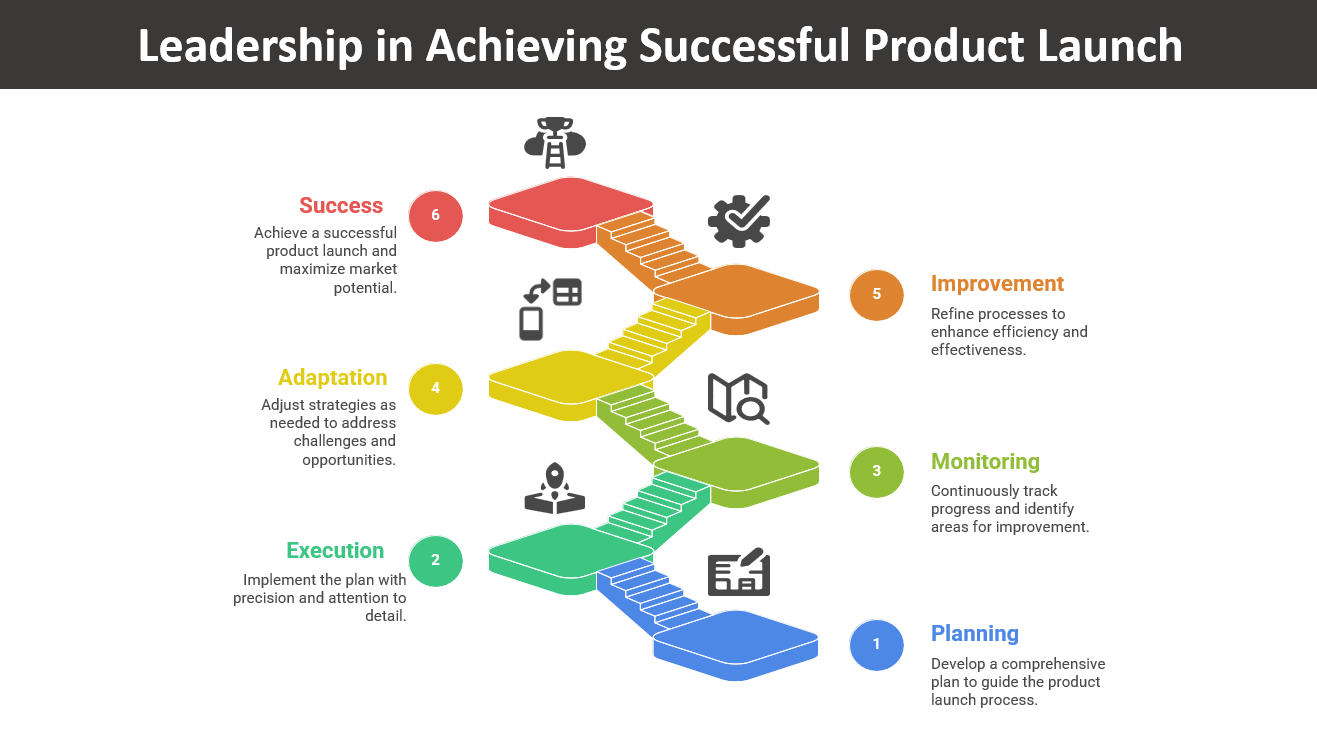 Leadership in Achieving Successful Product Launch
Success
6
Achieve a successful
product launch and
maximize market
potential.
5
Improvement
Refine processes to
enhance efficiency and
effectiveness.
Adaptation
4
Adjust strategies as
needed to address
challenges and
opportunities.
3
Monitoring
Continuously track
progress and identify
areas for improvement.
Execution
2
Implement the plan with
precision and attention to
detail.
1
Planning
Develop a comprehensive
plan to guide the product
launch process.